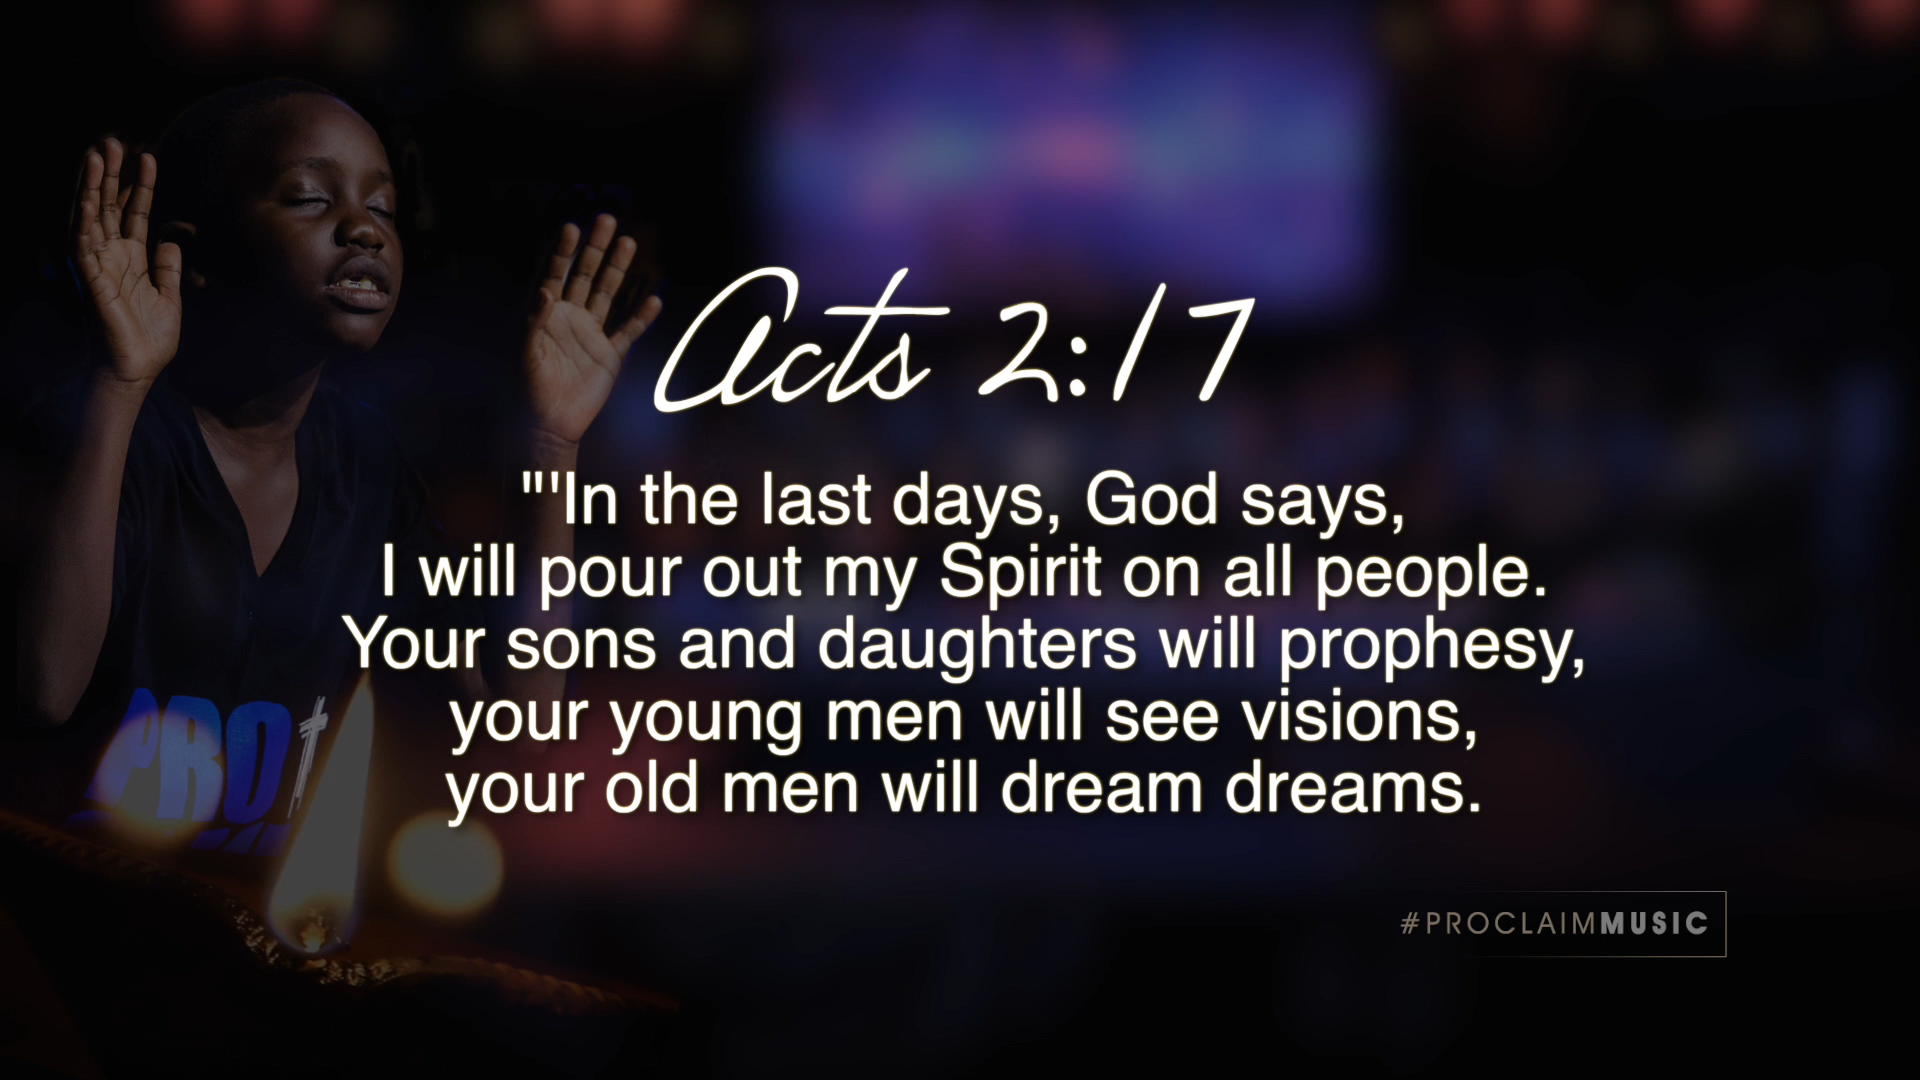 Acts 2:17
"'In the last days, God says,
I will pour out my Spirit on all people.
Your sons and daughters will prophesy,
your young men will see visions,
your old men will dream dreams.
PRO
#PROCLAIMMUSIC